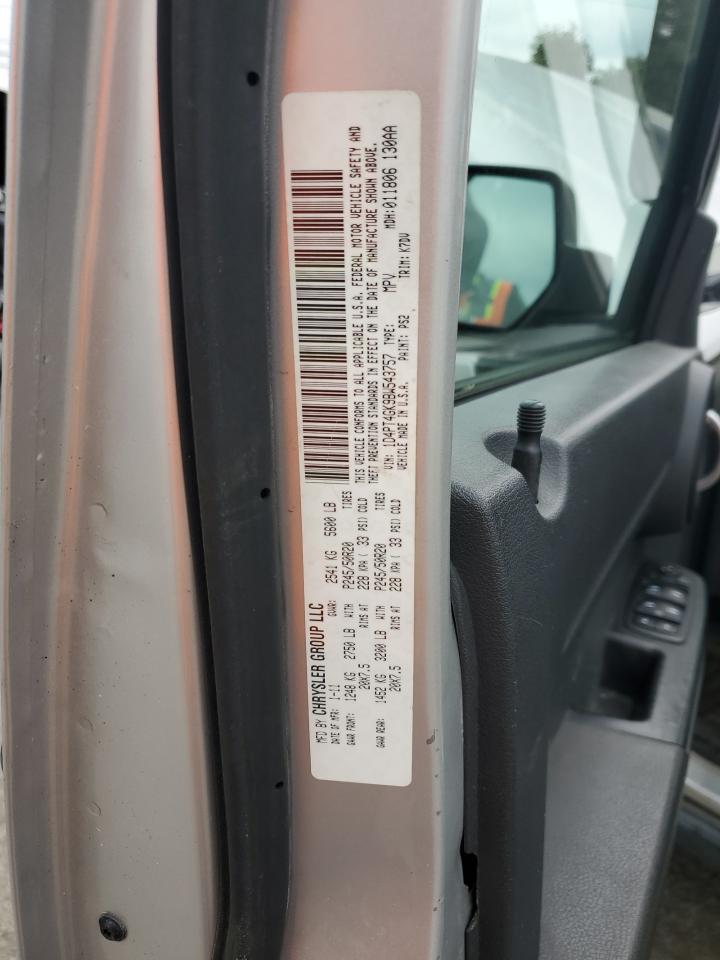 MFD BY CHRYSLER GROUP LLC
DATE OF MFR: 1-11 GVWR: 2541 KG 5600 LB
GAWR FRONT: 1248 KG 2750 LB WITH P245/50R20 TIRES
20X7.5 RIMS AT 228 KPA ( 33 PSI) COLD
GAWR REAR: 1452 KG 3200 LB WITH P245/50R20 TIRES
20X7.5 RIMS AT 228 KPA ( 33 PSI) COLD
THIS VEHICLE CONFORMS TO ALL APPLICABLE U.S.A. FEDERAL MOTOR VEHICLE SAFETY AND
THEFT PREVENTION STANDARDS IN EFFECT ON THE DATE OF MANUFACTURE SHOWN ABOVE.
VIN: 1D4PT4GK9BW543757 TYPE: MPV MDH:011806 130AA
VEHICLE MADE IN U.S.A. PAINT: PS2 TRIM: K7DV